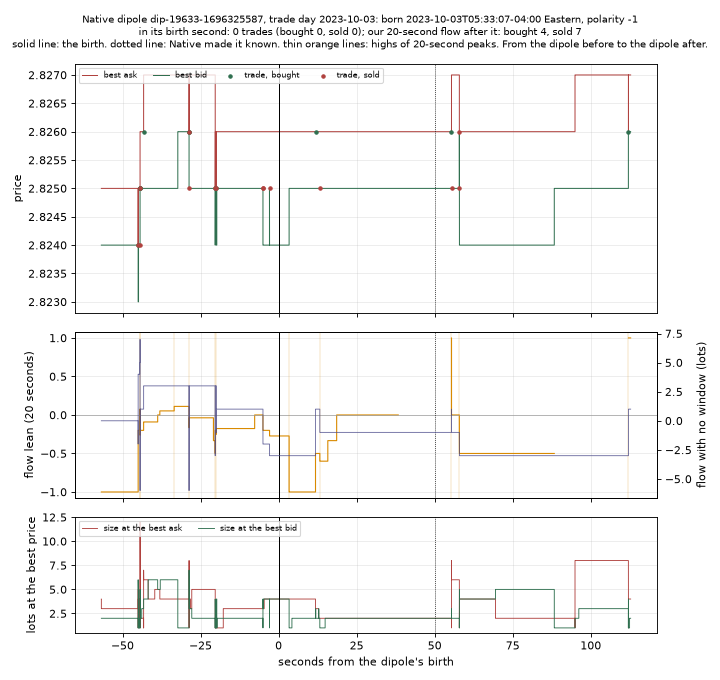 Native dipole dip-19633-1696325587, trade day 2023-10-03: born 2023-10-03T05:33:07-04:00 Eastern, polarity -1
in its birth second: 0 trades (bought 0, sold 0); our 20-second flow after it: bought 4, sold 7
solid line: the birth. dotted line: Native made it known. thin orange lines: highs of 20-second peaks. From the dipole before to the dipole after.
best ask
best bid
trade, bought
trade, sold
2.8270
2.8265
2.8260
2.8255
2.8250
2.8245
2.8240
2.8235
2.8230
price
1.0
0.5
0.0
−0.5
−1.0
flow lean (20 seconds)
7.5
5.0
2.5
0.0
−2.5
−5.0
flow with no window (lots)
size at the best ask
size at the best bid
12.5
10.0
7.5
5.0
2.5
lots at the best price
−50
−25
0
25
50
75
100
seconds from the dipole's birth